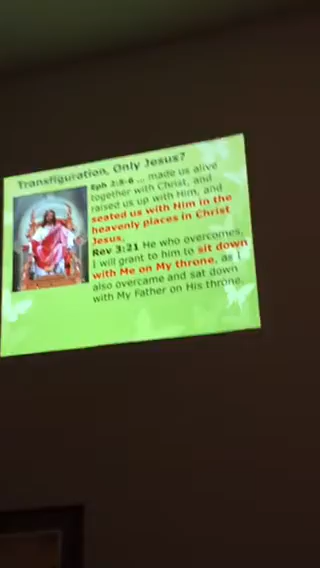 Transfiguration, Only Jesus?
Eph 2:5-6 ... made us alive
together with Christ, and
raised us up with Him, and
seated us with Him in the
heavenly places in Christ
Jesus.
Rev 3:21 He who overcomes,
I will grant to him to sit down
with Me on My throne, as I
also overcame and sat down
with My Father on His throne.